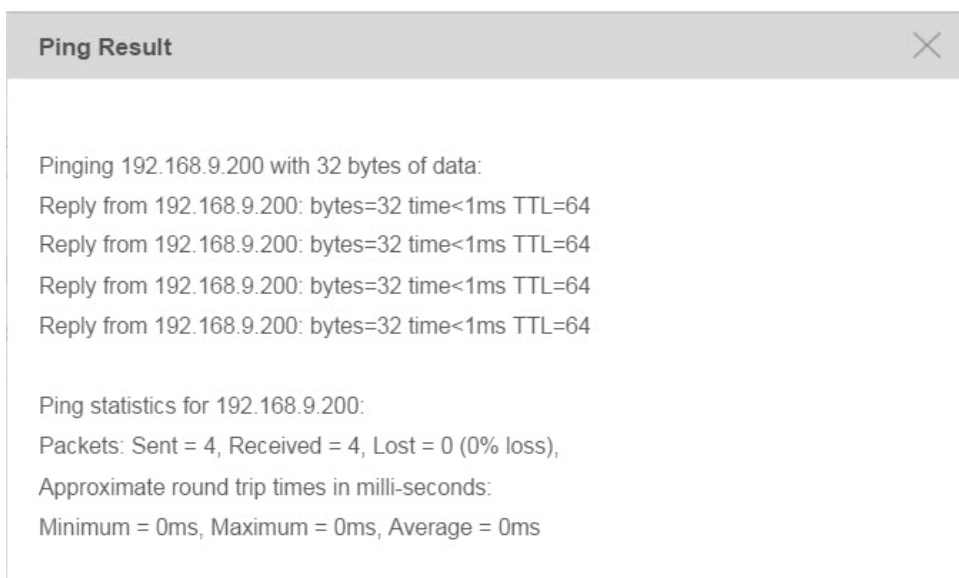 Ping Result
Pinging 192.168.9.200 with 32 bytes of data:
Reply from 192.168.9.200: bytes=32 time<1ms TTL=64
Reply from 192.168.9.200: bytes=32 time<1ms TTL=64
Reply from 192.168.9.200: bytes=32 time<1ms TTL=64
Reply from 192.168.9.200: bytes=32 time<1ms TTL=64
Ping statistics for 192.168.9.200:
Packets: Sent = 4, Received = 4, Lost = 0 (0% loss),
Approximate round trip times in milli-seconds:
Minimum = 0ms, Maximum = 0ms, Average = 0ms